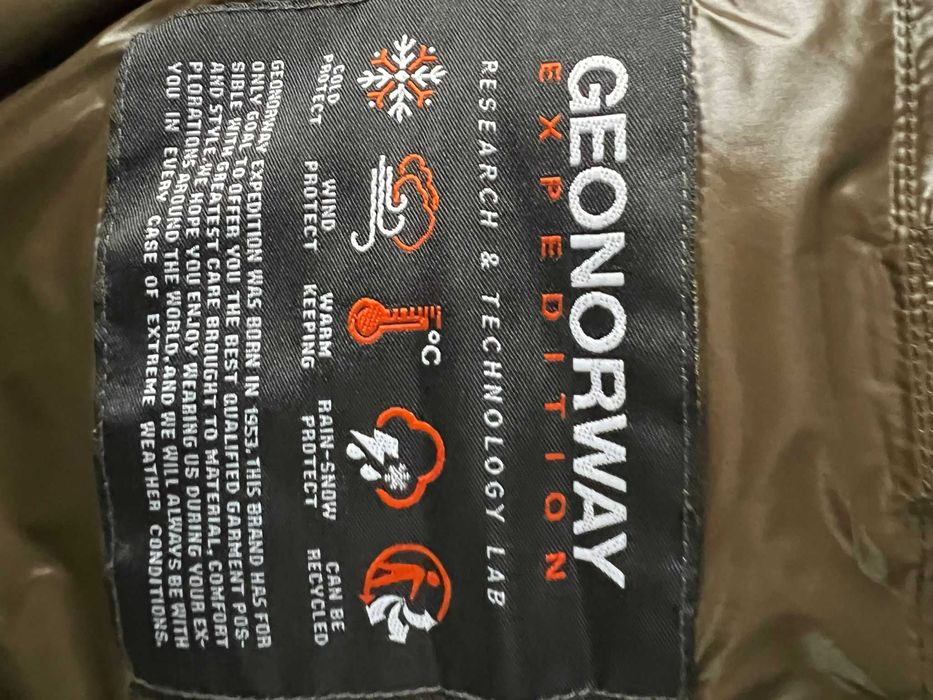 GEONORWAY
EXPEDITION
RESEARCH & TECHNOLOGY LAB
°C
COLD PROTECT
WIND PROTECT
WARM KEEPING
RAIN-SNOW PROTECT
CAN BE RECYCLED
GEORNOWAY EXPEDITION WAS BORN IN 1953. THIS BRAND HAS FOR
ONLY GOAL TO OFFER YOU THE BEST QUALIFIED GARMENT POS-
SIBLE WITH GREATEST CARE BROUGHT TO MATERIAL, COMFORT
AND STYLE. WE HOPE YOU ENJOY WEARING US DURING YOUR EX-
PLORATIONS AROUND THE WORLD, AND WE WILL ALWAYS BE WITH
YOU IN EVERY CASE OF EXTREME WEATHER CONDITIONS.